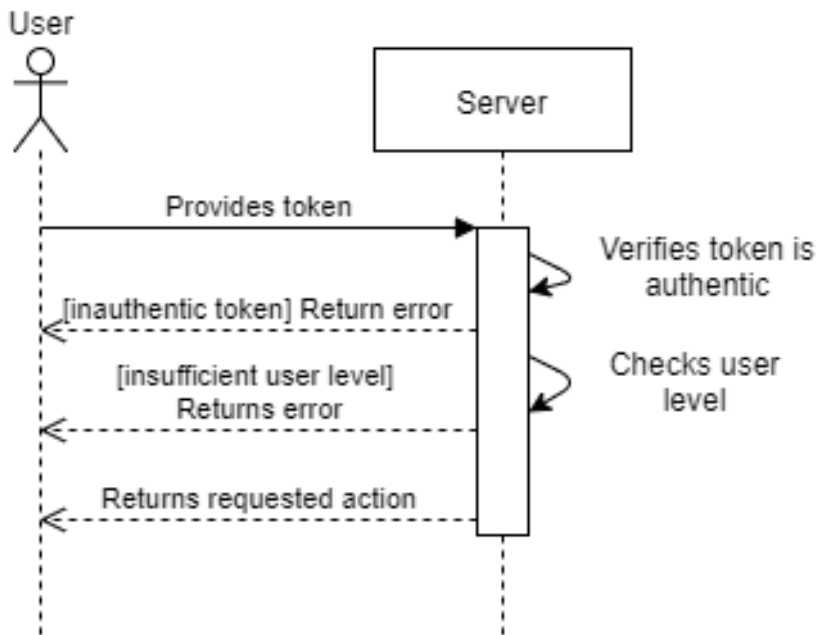 User
Server
Provides token
Verifies token is
authentic
[inauthentic token] Return error
[insufficient user level]
Returns error
Checks user
level
Returns requested action